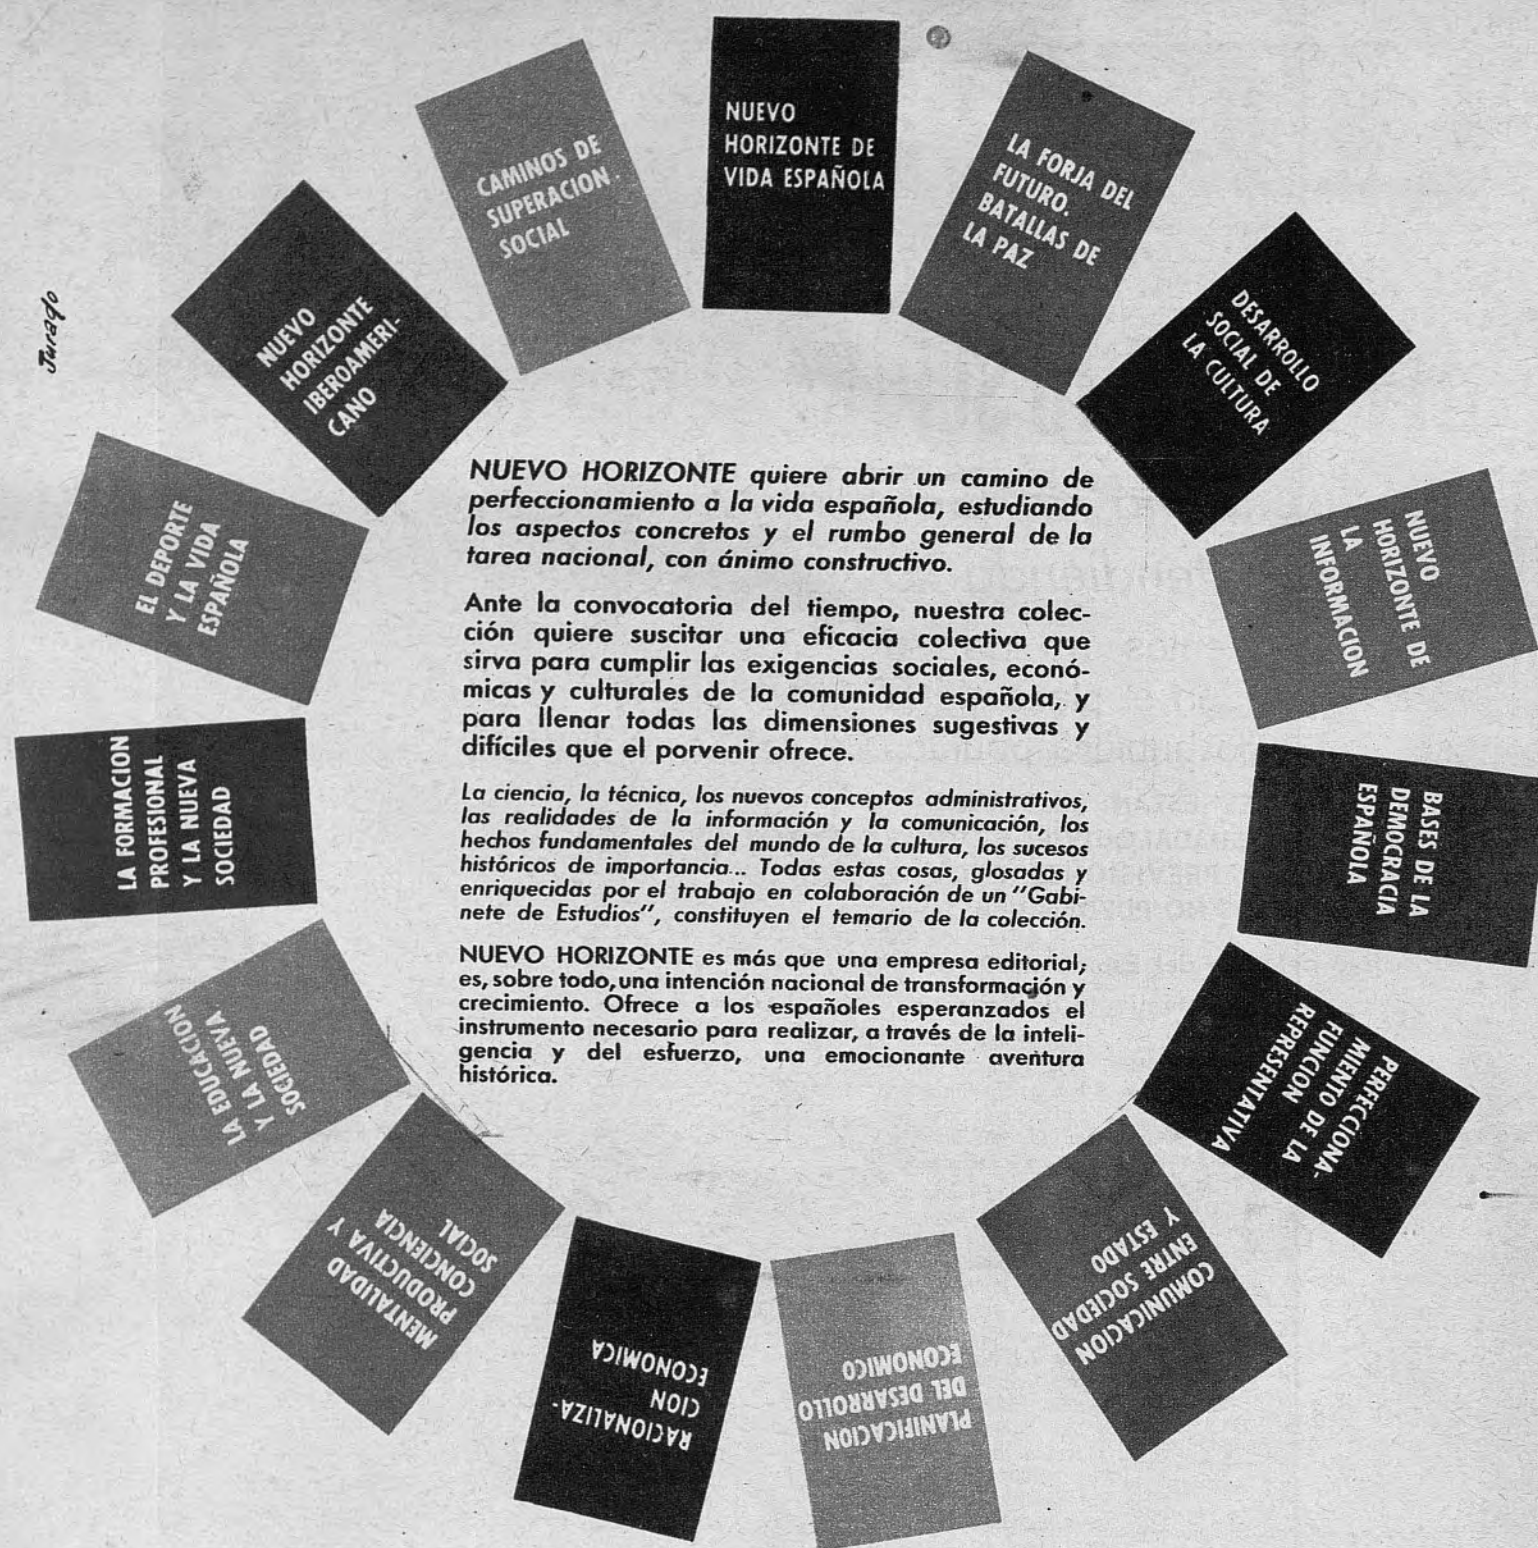 NUEVO
HORIZONTE DE
VIDA ESPAÑOLA
LA FORJA DEL
FUTURO.
BATALLAS DE
LA PAZ
DESARROLLO
SOCIAL DE
LA CULTURA
NUEVO
HORIZONTE DE
LA
INFORMACION
BASES DE LA
DEMOCRACIA
ESPAÑOLA
PERFECCIONA-
MIENTO DE LA
FUNCION
REPRESENTATIVA
COMUNICACION
ENTRE SOCIEDAD
Y ESTADO
PLANIFICACION
DEL DESARROLLO
ECONOMICO
RACIONALIZA-
CION
ECONOMICA
MENTALIDAD
PRODUCTIVA Y
CONCIENCIA
SOCIAL
LA EDUCACION
Y LA NUEVA
SOCIEDAD
LA FORMACION
PROFESIONAL
Y LA NUEVA
SOCIEDAD
EL DEPORTE
Y LA VIDA
ESPAÑOLA
NUEVO
HORIZONTE
IBEROAMERI-
CANO
CAMINOS DE
SUPERACION
SOCIAL
Jurado
NUEVO HORIZONTE quiere abrir un camino de
perfeccionamiento a la vida española, estudiando
los aspectos concretos y el rumbo general de la
tarea nacional, con ánimo constructivo.
Ante la convocatoria del tiempo, nuestra colec-
ción quiere suscitar una eficacia colectiva que
sirva para cumplir las exigencias sociales, econó-
micas y culturales de la comunidad española, y
para llenar todas las dimensiones sugestivas y
difíciles que el porvenir ofrece.
La ciencia, la técnica, los nuevos conceptos administrativos,
las realidades de la información y la comunicación, los
hechos fundamentales del mundo de la cultura, los sucesos
históricos de importancia... Todas estas cosas, glosadas y
enriquecidas por el trabajo en colaboración de un "Gabi-
nete de Estudios", constituyen el temario de la colección.
NUEVO HORIZONTE es más que una empresa editorial;
es, sobre todo, una intención nacional de transformación y
crecimiento. Ofrece a los españoles esperanzados el
instrumento necesario para realizar, a través de la inteli-
gencia y del esfuerzo, una emocionante aventura
histórica.